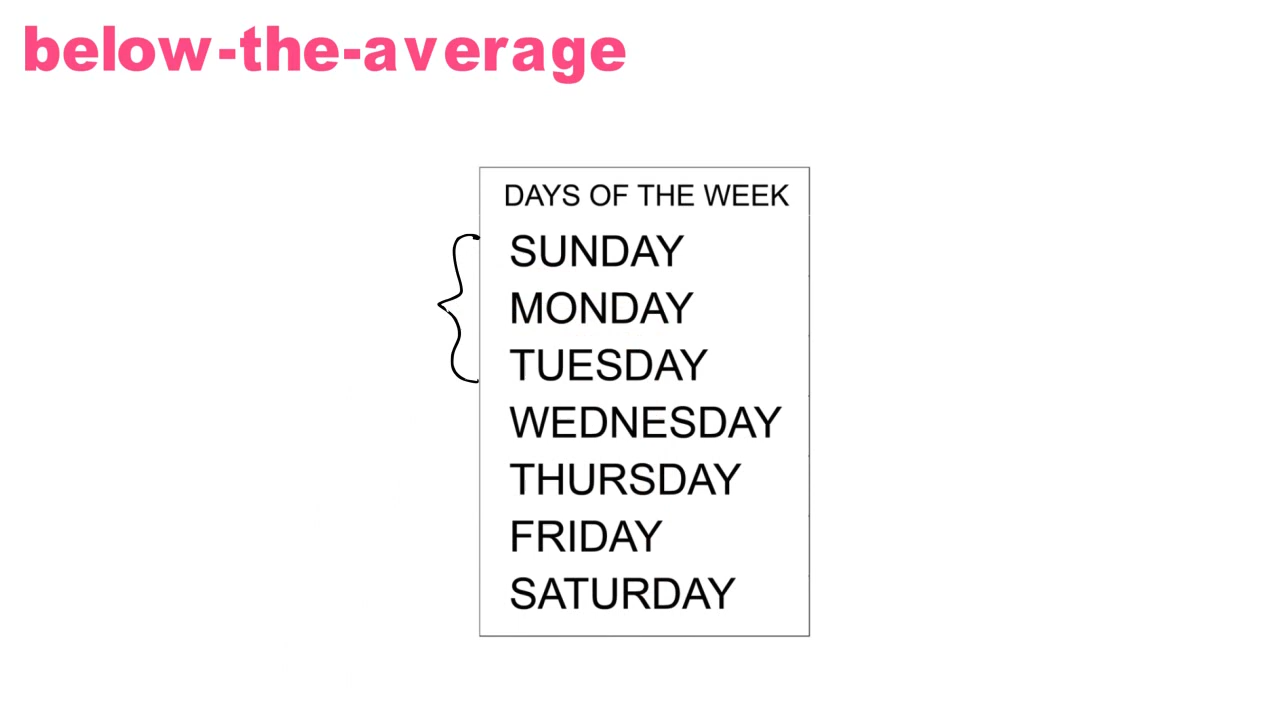 below-the-average
DAYS OF THE WEEK
SUNDAY
MONDAY
TUESDAY
WEDNESDAY
THURSDAY
FRIDAY
SATURDAY